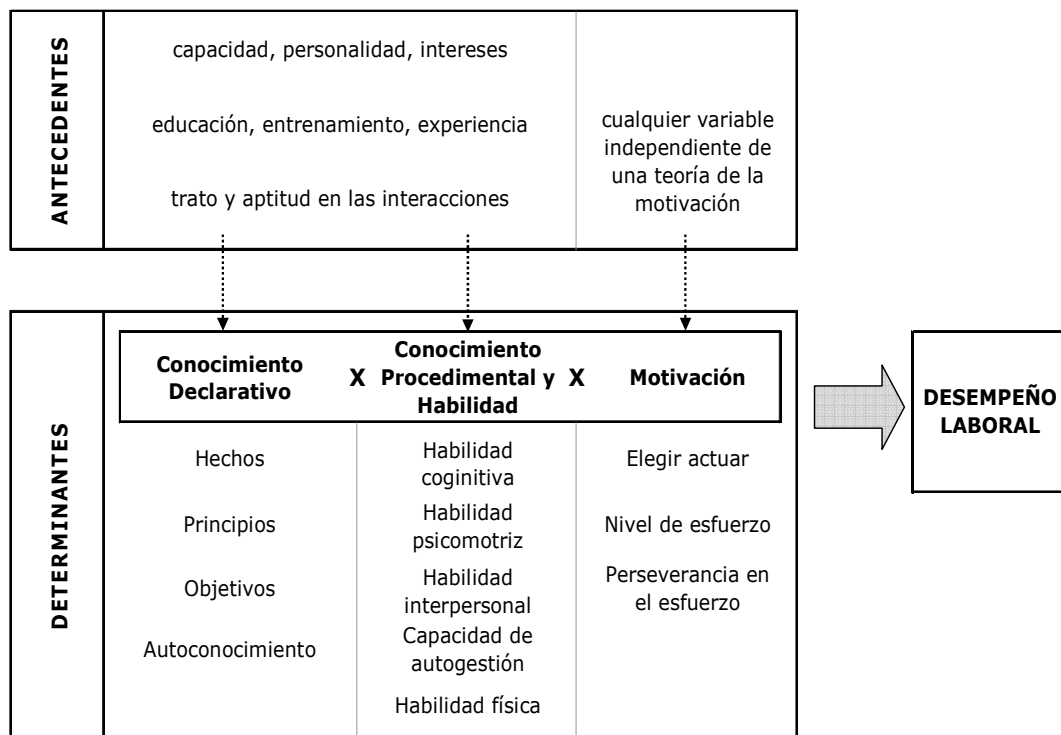 ANTECEDENTES
capacidad, personalidad, intereses
educación, entrenamiento, experiencia
trato y aptitud en las interacciones
cualquier variable
independiente de
una teoría de la
motivación
DETERMINANTES
Conocimiento
Declarativo
X
Conocimiento
Procedimental y
Habilidad
X
Motivación
Hechos
Principios
Objetivos
Autoconocimiento
Habilidad
coginitiva
Habilidad
psicomotriz
Habilidad
interpersonal
Capacidad de
autogestión
Habilidad física
Elegir actuar
Nivel de esfuerzo
Perseverancia en
el esfuerzo
DESEMPEÑO
LABORAL